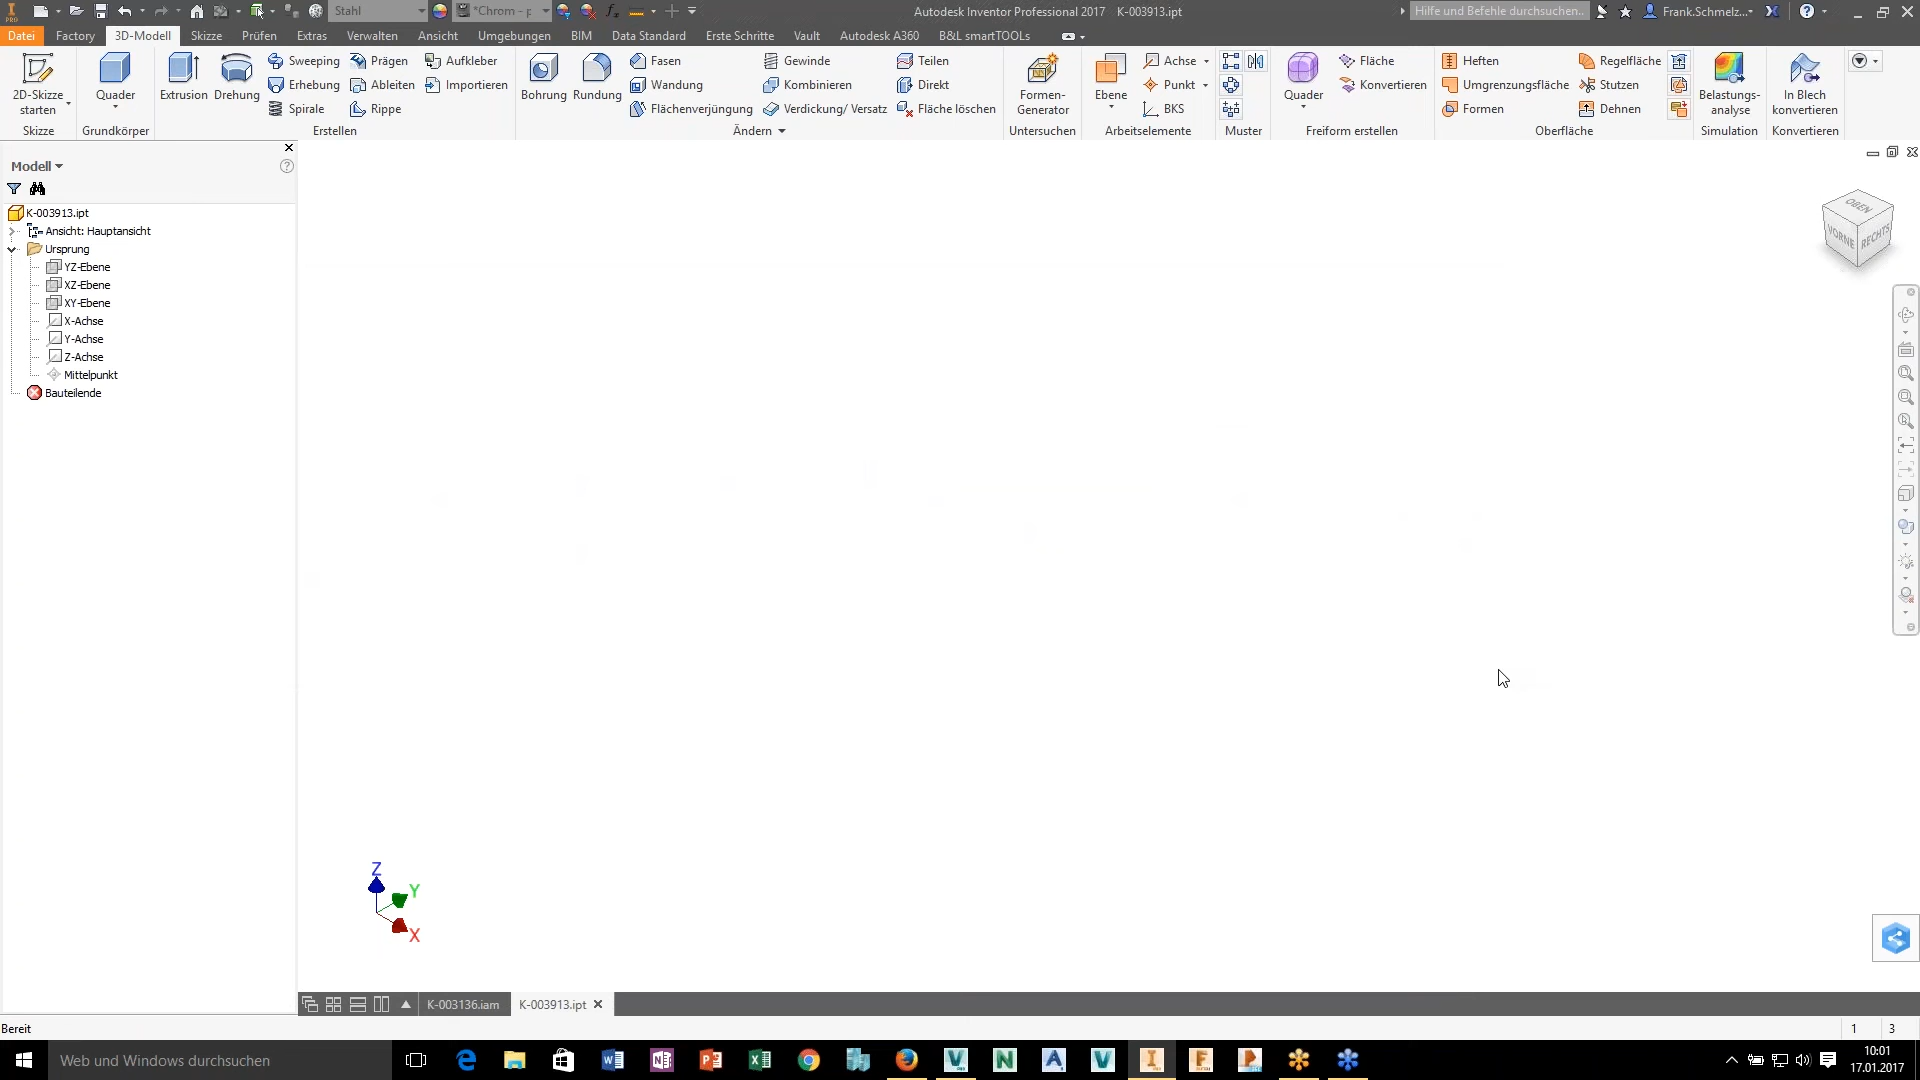 Stahl
*Chrom - p
Autodesk Inventor Professional 2017 K-003913.ipt
Hilfe und Befehle durchsuchen..
Frank.Schmelz...
Datei Factory 3D-Modell Skizze Prüfen Extras Verwalten Ansicht Umgebungen BIM Data Standard Erste Schritte Vault Autodesk A360 B&L smartTOOLs
2D-Skizze starten
Quader
Extrusion
Drehung
Sweeping
Erhebung
Spirale
Prägen
Ableiten
Rippe
Aufkleber
Importieren
Bohrung
Rundung
Fasen
Wandung
Flächenverjüngung
Gewinde
Kombinieren
Verdickung/ Versatz
Teilen
Direkt
Fläche löschen
Formen-
Generator
Ebene
Achse
Punkt
BKS
Quader
Fläche
Konvertieren
Heften
Umgrenzungsfläche
Formen
Regelfläche
Stutzen
Dehnen
Belastungs-
analyse
In Blech
konvertieren
Skizze Grundkörper Erstellen Ändern Untersuchen Arbeitselemente Muster Freiform erstellen Oberfläche Simulation Konvertieren
Modell
K-003913.ipt
Ansicht: Hauptansicht
Ursprung
YZ-Ebene
XZ-Ebene
XY-Ebene
X-Achse
Y-Achse
Z-Achse
Mittelpunkt
Bauteilende
OBEN
VORNE RECHTS
Z
Y
X
K-003136.iam K-003913.ipt
Bereit
1 3
Web und Windows durchsuchen
10:01
17.01.2017